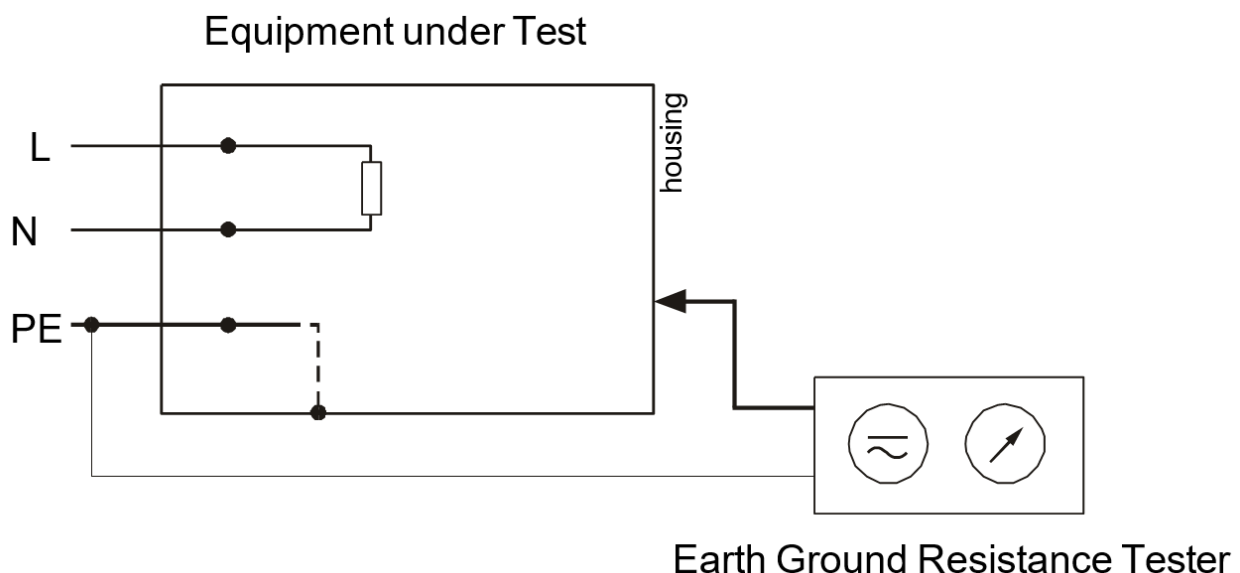 Equipment under Test
housing
L
N
PE
Earth Ground Resistance Tester